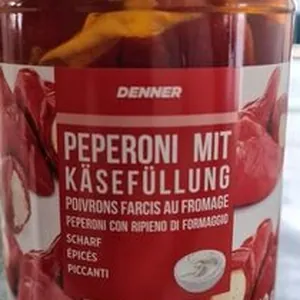 DENNER
PEPERONI MIT
KÄSEFÜLLUNG
POIVRONS FARCIS AU FROMAGE
PEPERONI CON RIPIENO DI FORMAGGIO
SCHARF
ÉPICÉS
PICCANTI